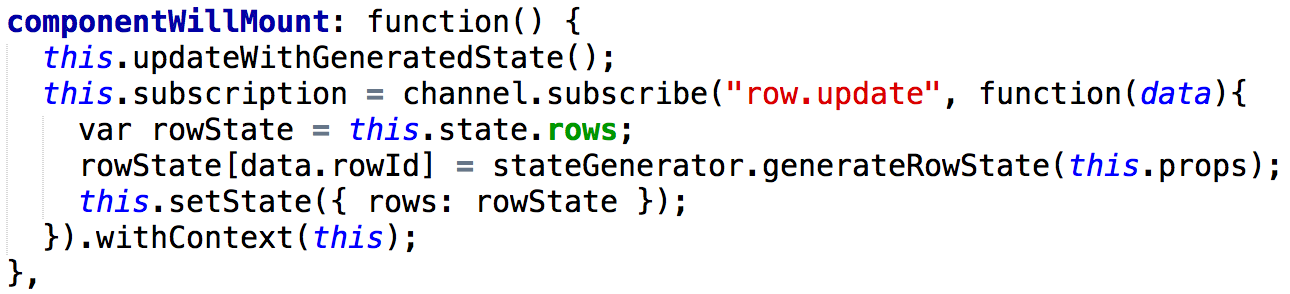 componentWillMount: function() {
  this.updateWithGeneratedState();
  this.subscription = channel.subscribe("row.update", function(data){
    var rowState = this.state.rows;
    rowState[data.rowId] = stateGenerator.generateRowState(this.props);
    this.setState({ rows: rowState });
  }).withContext(this);
},